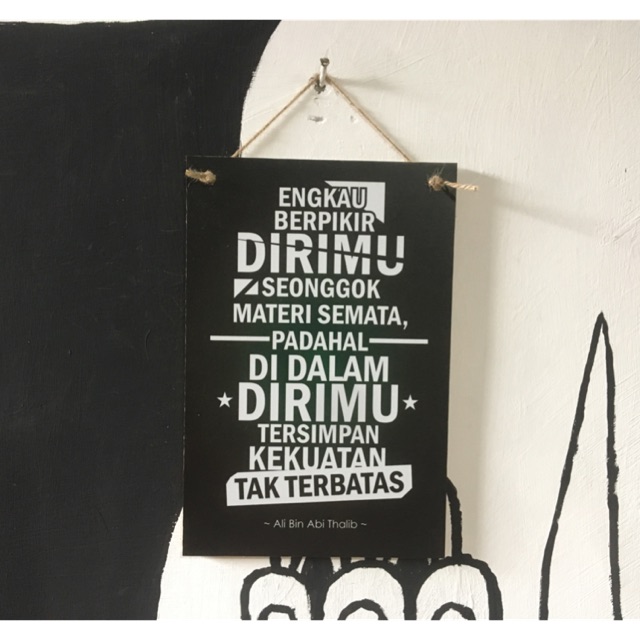 ENGKAU
BERPIKIR
DIRIMU
SEONGGOK
MATERI SEMATA,
PADAHAL
DI DALAM
DIRIMU
TERSIMPAN
KEKUATAN
TAK TERBATAS
~ Ali Bin Abi Thalib ~